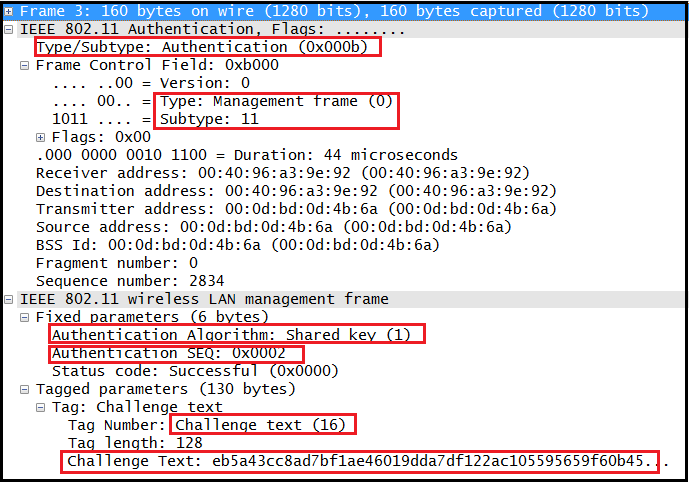 Frame 3: 160 bytes on wire (1280 bits), 160 bytes captured (1280 bits)
IEEE 802.11 Authentication, Flags: ........
Type/Subtype: Authentication (0x000b)
Frame Control Field: 0xb000
.... ..00 = Version: 0
.... 00.. = Type: Management frame (0)
1011 .... = Subtype: 11
Flags: 0x00
.000 0000 0010 1100 = Duration: 44 microseconds
Receiver address: 00:40:96:a3:9e:92 (00:40:96:a3:9e:92)
Destination address: 00:40:96:a3:9e:92 (00:40:96:a3:9e:92)
Transmitter address: 00:0d:bd:0d:4b:6a (00:0d:bd:0d:4b:6a)
Source address: 00:0d:bd:0d:4b:6a (00:0d:bd:0d:4b:6a)
BSS Id: 00:0d:bd:0d:4b:6a (00:0d:bd:0d:4b:6a)
Fragment number: 0
Sequence number: 2834
IEEE 802.11 wireless LAN management frame
Fixed parameters (6 bytes)
Authentication Algorithm: Shared key (1)
Authentication SEQ: 0x0002
Status code: Successful (0x0000)
Tagged parameters (130 bytes)
Tag: Challenge text
Tag Number: Challenge text (16)
Tag length: 128
Challenge Text: eb5a43cc8ad7bf1ae46019dda7df122ac105595659f60b45...